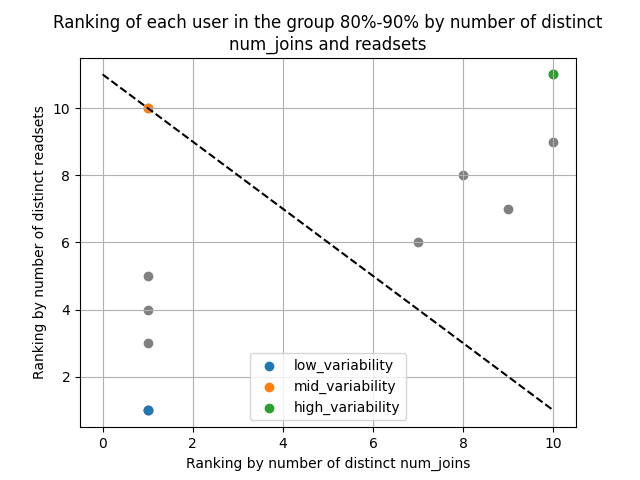 Ranking of each user in the group 80%-90% by number of distinct
num_joins and readsets
Ranking by number of distinct readsets
10
8
6
4
2
low_variability
mid_variability
high_variability
0 2 4 6 8 10
Ranking by number of distinct num_joins